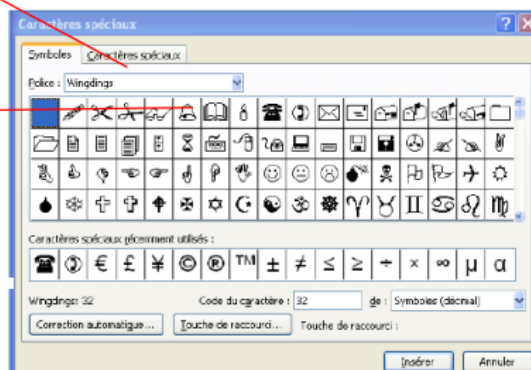 Caractères spéciaux
Symboles Caractères spéciaux
Police : Wingdings
Caractères spéciaux récemment utilisés :
☎ ✆ € £ ¥ © ® ™ ± ≠ ≤ ≥ ÷ × ∞ µ α
Wingdings: 32 Code du caractère : 32 de : Symboles (décimal)
Correction automatique... Touche de raccourci... Touche de raccourci :
Insérer Annuler